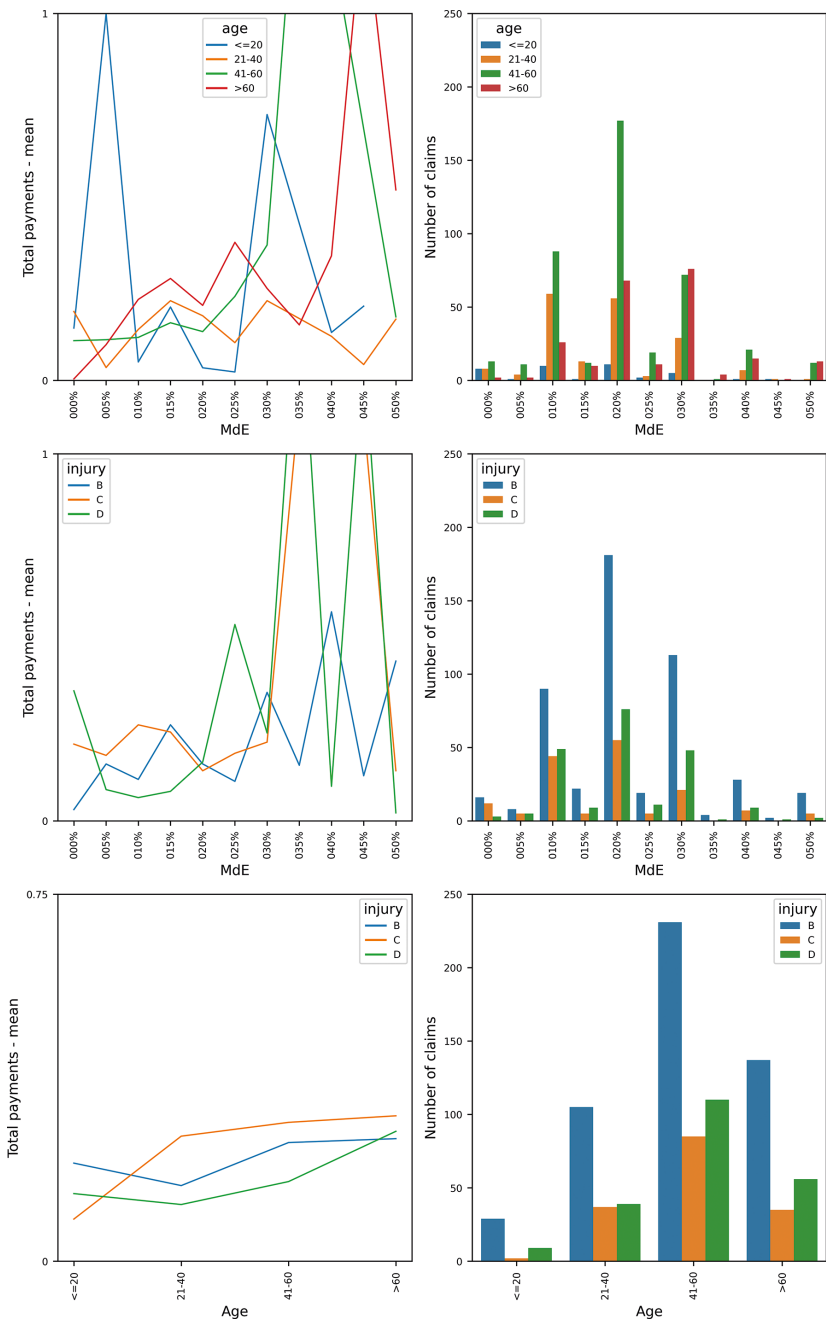 1
0
Total payments - mean
age
<=20
21-40
41-60
>60
000%
005%
010%
015%
020%
025%
030%
035%
040%
045%
050%
MdE
250
200
150
100
50
0
Number of claims
age
<=20
21-40
41-60
>60
000%
005%
010%
015%
020%
025%
030%
035%
040%
045%
050%
MdE
1
0
Total payments - mean
injury
B
C
D
000%
005%
010%
015%
020%
025%
030%
035%
040%
045%
050%
MdE
250
200
150
100
50
0
Number of claims
injury
B
C
D
000%
005%
010%
015%
020%
025%
030%
035%
040%
045%
050%
MdE
0.75
0
Total payments - mean
injury
B
C
D
<=20
21-40
41-60
>60
Age
250
200
150
100
50
0
Number of claims
injury
B
C
D
<=20
21-40
41-60
>60
Age